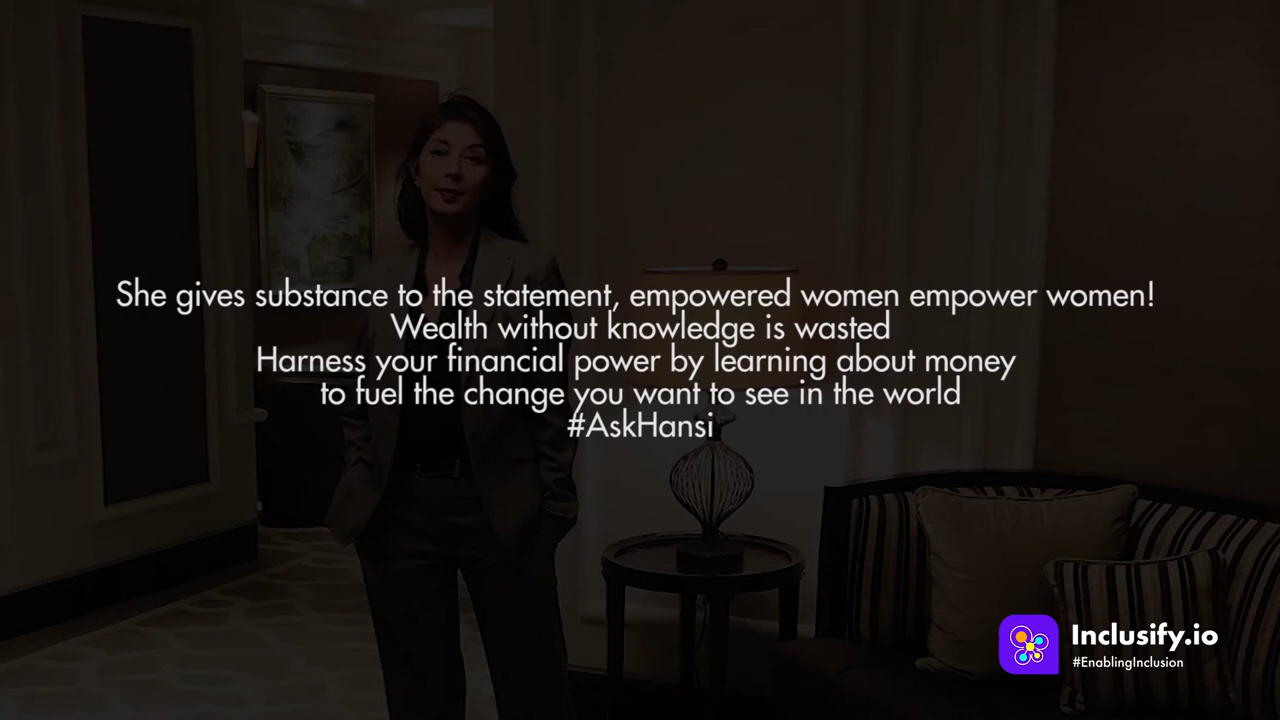 She gives substance to the statement, empowered women empower women!
Wealth without knowledge is wasted
Harness your financial power by learning about money
to fuel the change you want to see in the world
#AskHansi
Inclusify.io
#EnablingInclusion